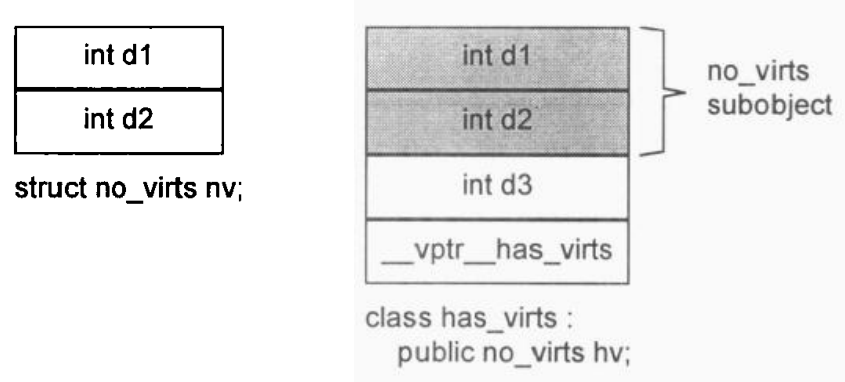 int d1
int d2
struct no_virts nv;
int d1
int d2
int d3
__vptr__has_virts
no_virts
subobject
class has_virts :
public no_virts hv;